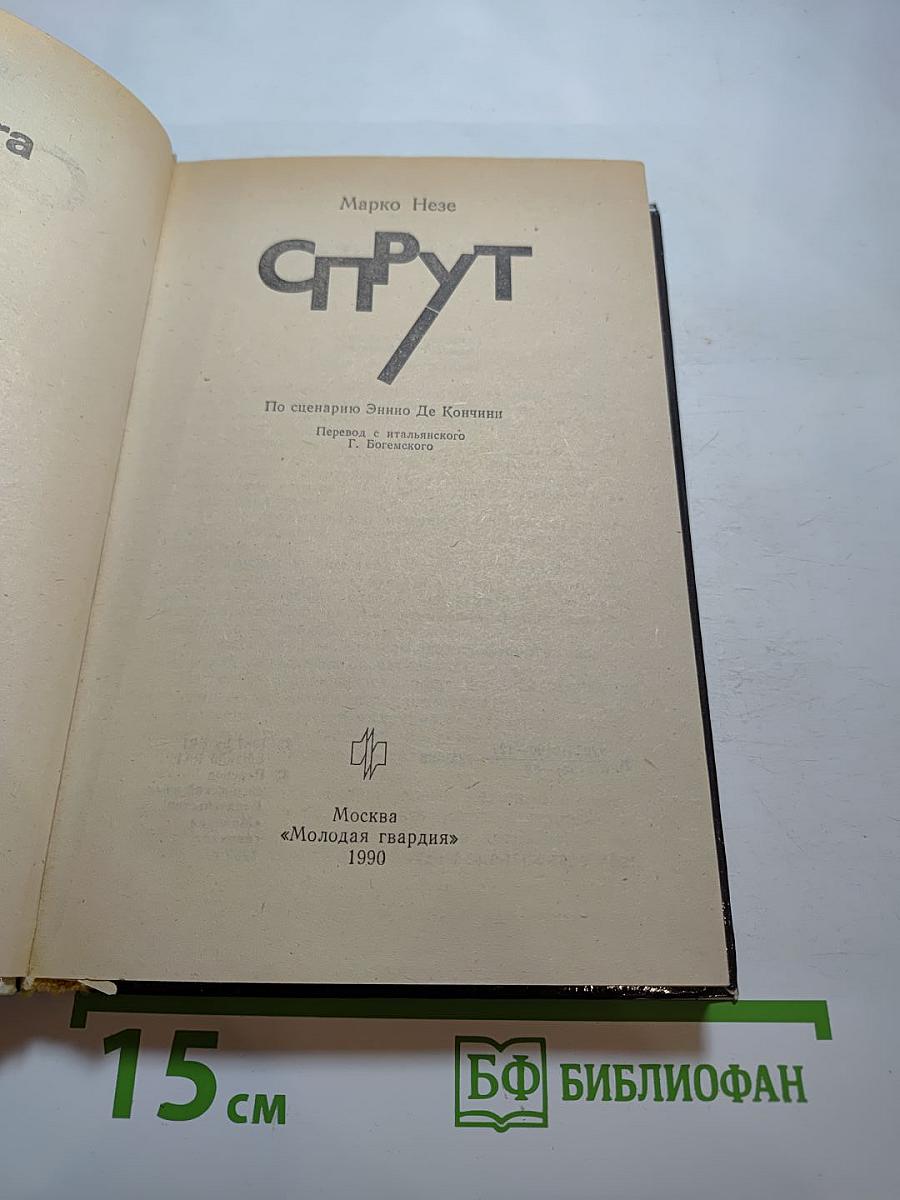 ra
Марко Незе
СПРУТ
По сценарию Эннио Де Кончини
Перевод с итальянского
Г. Богемского
Москва
«Молодая гвардия»
1990
15 см
БФ БИБЛИОФАН